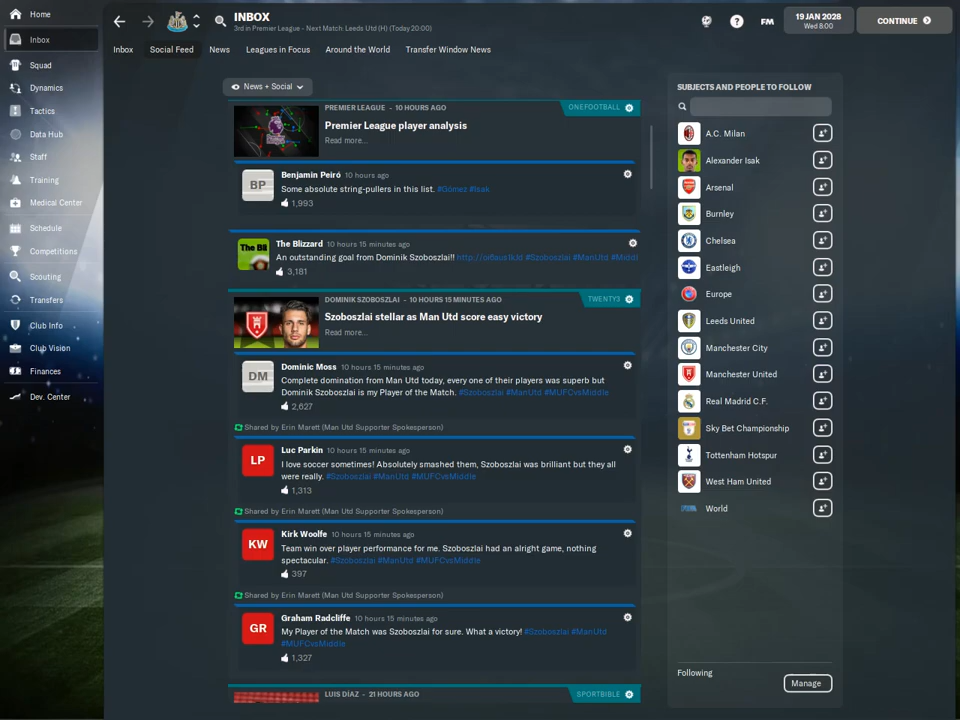 Home
Inbox
Squad
Dynamics
Tactics
Data Hub
Staff
Training
Medical Center
Schedule
Competitions
Scouting
Transfers
Club Info
Club Vision
Finances
Dev. Center
INBOX
3rd in Premier League - Next Match: Leeds Utd (H) (Today 20:00)
?
FM
19 JAN 2028
Wed 8:00
CONTINUE
Inbox
Social Feed
News
Leagues in Focus
Around the World
Transfer Window News
News + Social
PREMIER LEAGUE - 10 HOURS AGO
ONEFOOTBALL
Premier League player analysis
Read more...
BP
Benjamin Peiró 10 hours ago
Some absolute string-pullers in this list. #Gómez #Isak
1,993
The Bli
The Blizzard 10 hours 15 minutes ago
An outstanding goal from Dominik Szoboszlai!! #Szoboszlai #ManUtd #Middl
3,181
DOMINIK SZOBOSZLAI - 10 HOURS 15 MINUTES AGO
TWENTY3
Szoboszlai stellar as Man Utd score easy victory
Read more...
DM
Dominic Moss 10 hours 15 minutes ago
Complete domination from Man Utd today, every one of their players was superb but
Dominik Szoboszlai is my Player of the Match. #Szoboszlai #ManUtd #MUFCvsMiddle
2,627
Shared by Erin Marett (Man Utd Supporter Spokesperson)
LP
Luc Parkin 10 hours 15 minutes ago
I love soccer sometimes! Absolutely smashed them, Szoboszlai was brilliant but they all
were really. #Szoboszlai #ManUtd #MUFCvsMiddle
1,313
Shared by Erin Marett (Man Utd Supporter Spokesperson)
KW
Kirk Woolfe 10 hours 15 minutes ago
Team win over player performance for me. Szoboszlai had an alright game, nothing
spectacular. #Szoboszlai #ManUtd #MUFCvsMiddle
397
Shared by Erin Marett (Man Utd Supporter Spokesperson)
GR
Graham Radcliffe 10 hours 15 minutes ago
My Player of the Match was Szoboszlai for sure. What a victory! #Szoboszlai #ManUtd
#MUFCvsMiddle
1,327
LUIS DÍAZ - 21 HOURS AGO
SPORTBIBLE
SUBJECTS AND PEOPLE TO FOLLOW
A.C. Milan
Alexander Isak
Arsenal
Burnley
Chelsea
Eastleigh
Europe
Leeds United
Manchester City
Manchester United
Real Madrid C.F.
Sky Bet Championship
Tottenham Hotspur
West Ham United
World
Following
Manage